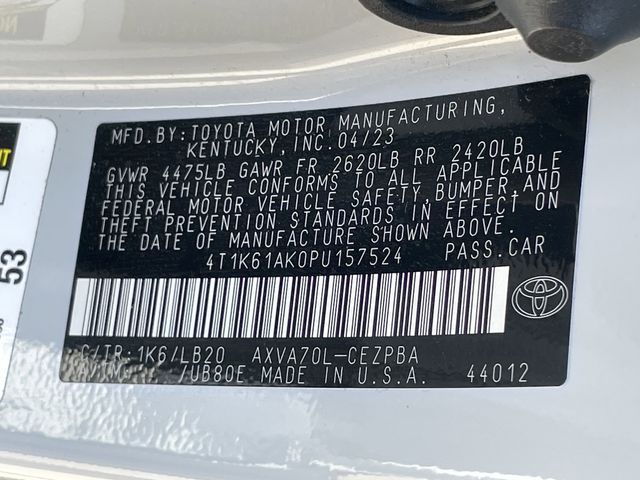 MFD.BY: TOYOTA MOTOR MANUFACTURING,
KENTUCKY, INC. 04/23
GVWR 4475LB GAWR FR 2620LB RR 2420LB
THIS VEHICLE CONFORMS TO ALL APPLICABLE
FEDERAL MOTOR VEHICLE SAFETY, BUMPER, AND
THEFT PREVENTION STANDARDS IN EFFECT ON
THE DATE OF MANUFACTURE SHOWN ABOVE.
4T1K61AK0PU157524 PASS.CAR
C/TR: 1K6/LB20 AXVA70L-CEZPBA
/UB80E MADE IN U.S.A. 44012
53